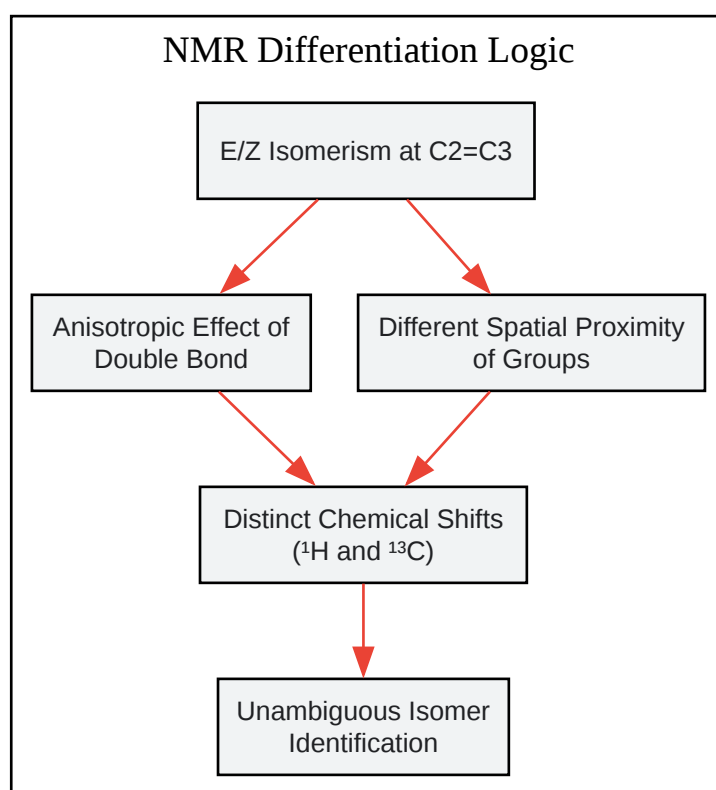 NMR Differentiation Logic
E/Z Isomerism at C2=C3
Anisotropic Effect of
Double Bond
Different Spatial Proximity
of Groups
Distinct Chemical Shifts
(¹H and ¹³C)
Unambiguous Isomer
Identification